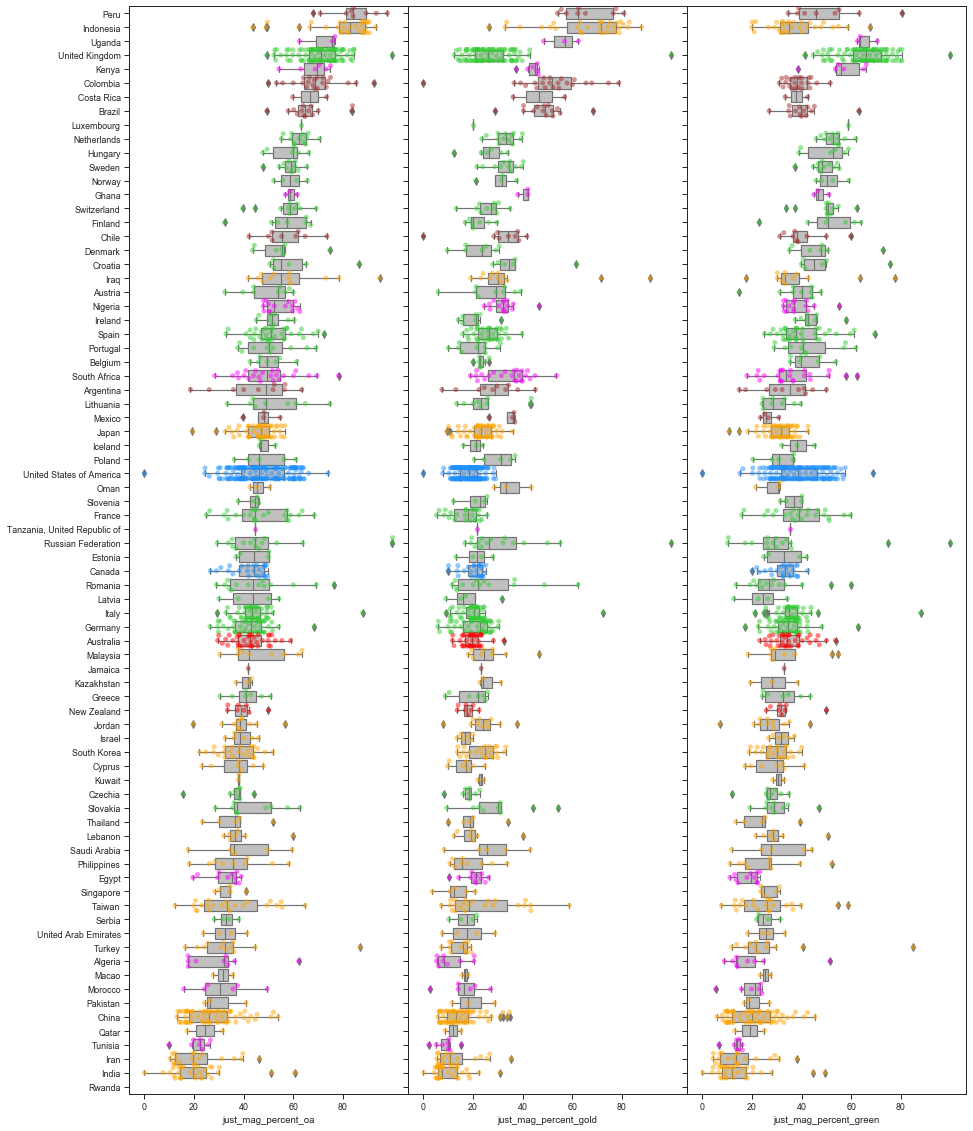 Peru
Indonesia
Uganda
United Kingdom
Kenya
Colombia
Costa Rica
Brazil
Luxembourg
Netherlands
Hungary
Sweden
Norway
Ghana
Switzerland
Finland
Chile
Denmark
Croatia
Iraq
Austria
Nigeria
Ireland
Spain
Portugal
Belgium
South Africa
Argentina
Lithuania
Mexico
Japan
Iceland
Poland
United States of America
Oman
Slovenia
France
Tanzania, United Republic of
Russian Federation
Estonia
Canada
Romania
Latvia
Italy
Germany
Australia
Malaysia
Jamaica
Kazakhstan
Greece
New Zealand
Jordan
Israel
South Korea
Cyprus
Kuwait
Czechia
Slovakia
Thailand
Lebanon
Saudi Arabia
Philippines
Egypt
Singapore
Taiwan
Serbia
United Arab Emirates
Turkey
Algeria
Macao
Morocco
Pakistan
China
Qatar
Tunisia
Iran
India
Rwanda
0 20 40 60 80 0 20 40 60 80 0 20 40 60 80
just_mag_percent_oa just_mag_percent_gold just_mag_percent_green